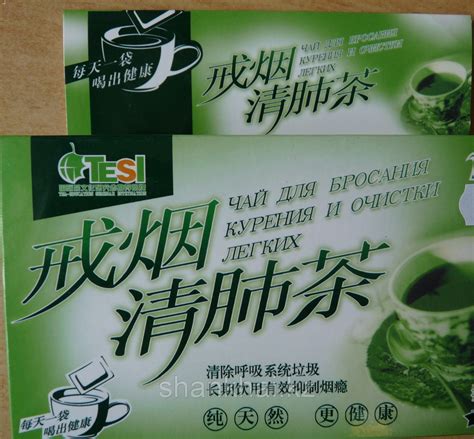 每天一袋
喝出健康
戒烟
清肺茶
ЧАЙ ДЛЯ БРОСАНИЯ
КУРЕНИЯ И ОЧИСТКИ
ЛЕГКИХ
TESI
戒烟
清肺茶
ЧАЙ ДЛЯ БРОСАНИЯ
КУРЕНИЯ И ОЧИСТКИ
ЛЕГКИХ
清除呼吸系统垃圾
长期饮用有效抑制烟瘾
纯天然 更健康
每天一袋
喝出健康